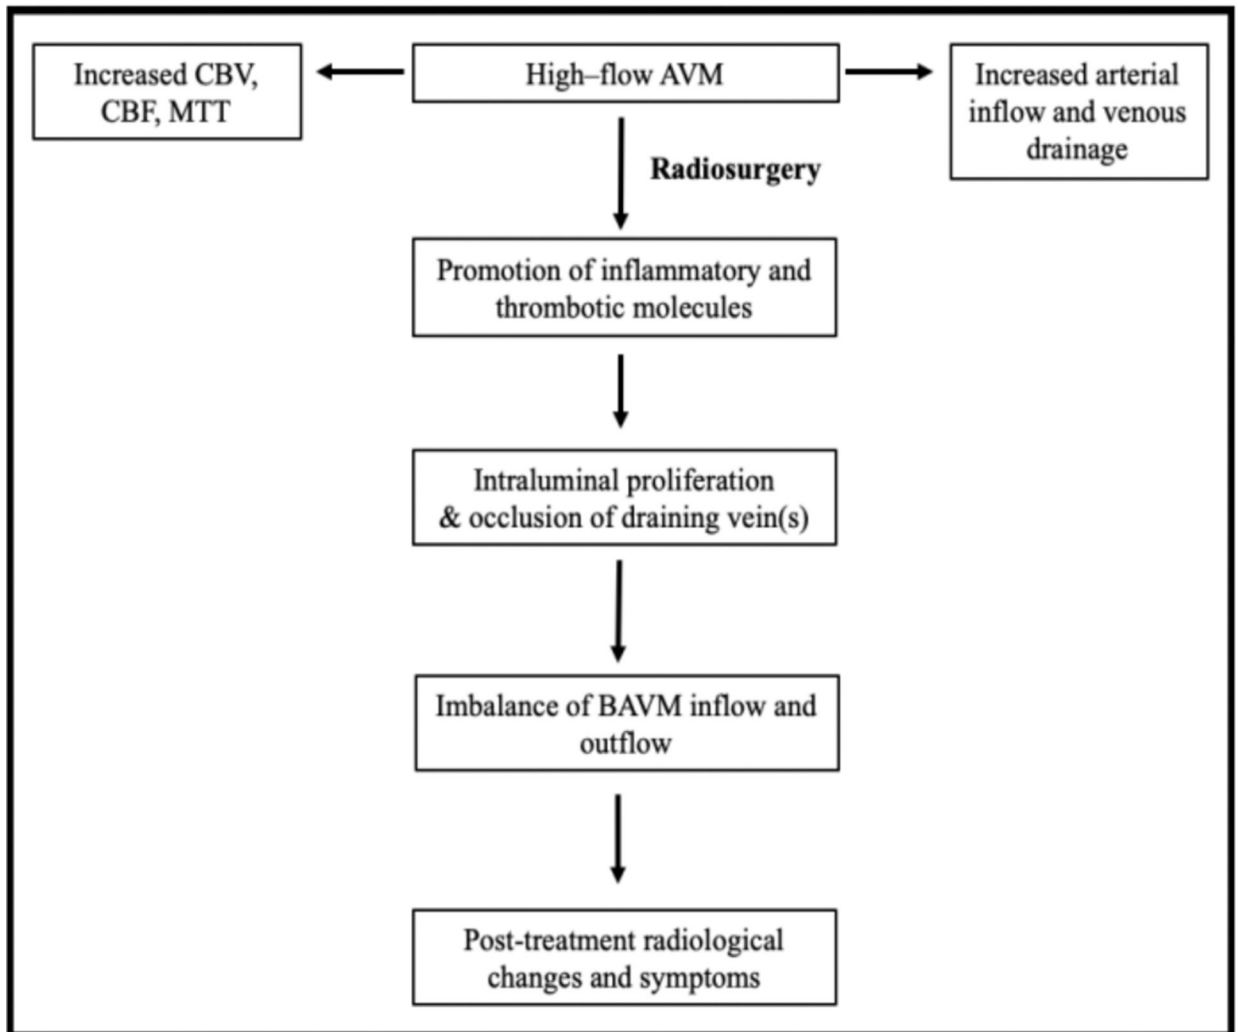 Increased CBV,
CBF, MTT
High–flow AVM
Increased arterial
inflow and venous
drainage
Radiosurgery
Promotion of inflammatory and
thrombotic molecules
Intraluminal proliferation
& occlusion of draining vein(s)
Imbalance of BAVM inflow and
outflow
Post-treatment radiological
changes and symptoms